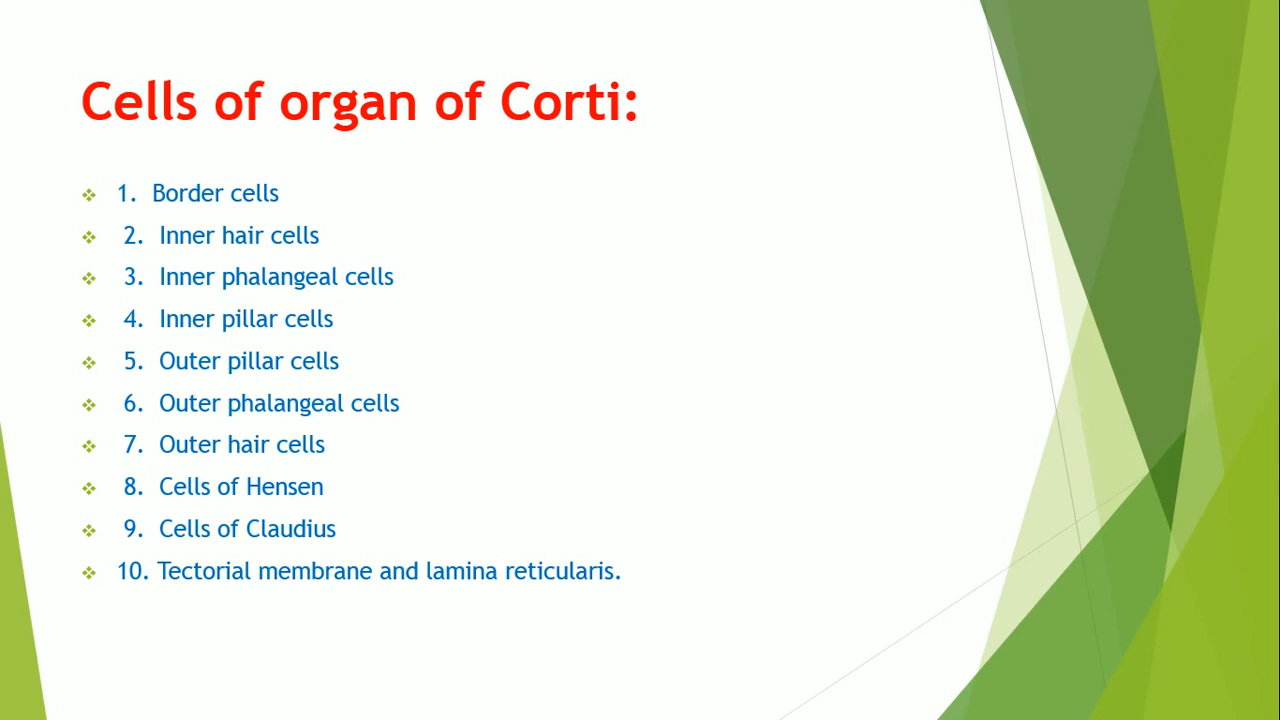 Cells of organ of Corti:
❖ 1. Border cells
❖ 2. Inner hair cells
❖ 3. Inner phalangeal cells
❖ 4. Inner pillar cells
❖ 5. Outer pillar cells
❖ 6. Outer phalangeal cells
❖ 7. Outer hair cells
❖ 8. Cells of Hensen
❖ 9. Cells of Claudius
❖ 10. Tectorial membrane and lamina reticularis.